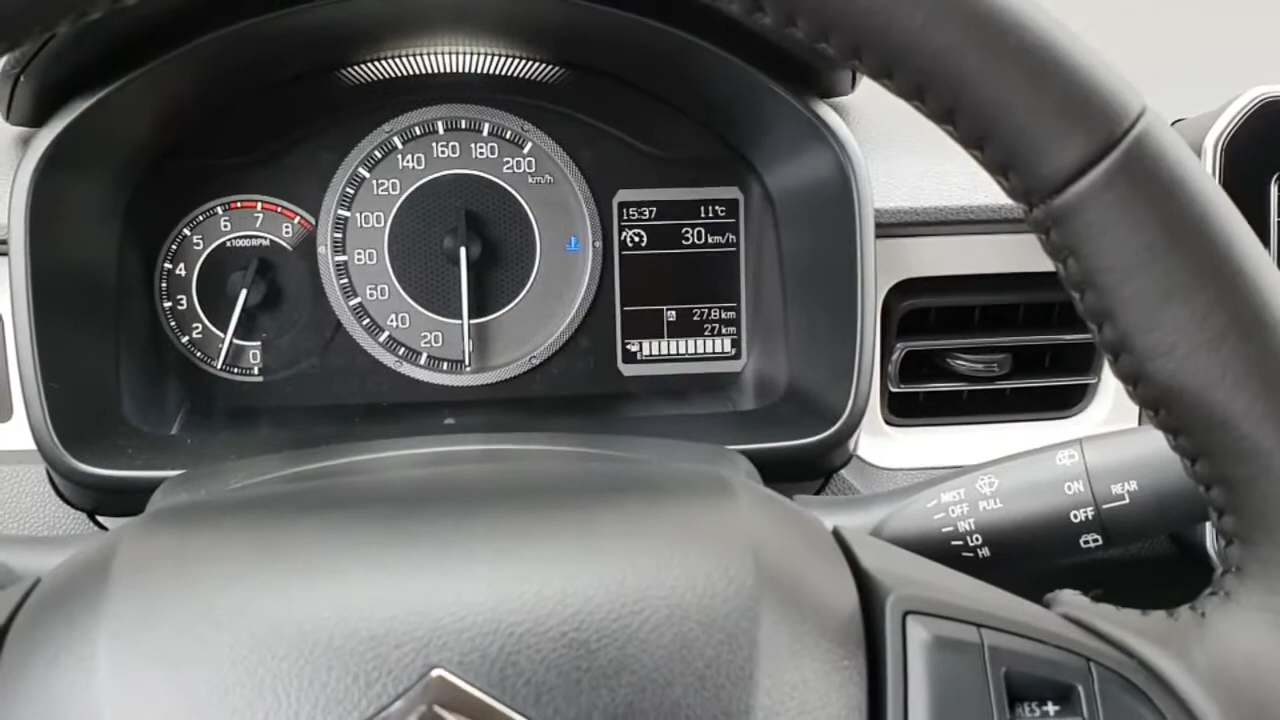 0
2
3
4
5
6
7
8
x1000RPM
20
40
60
80
100
120
140
160
180
200
km/h
15:37 11°C
30 km/h
A 27.8 km
27 km
E F
MIST
OFF PULL
INT
LO
HI
ON
OFF
REAR
RES+